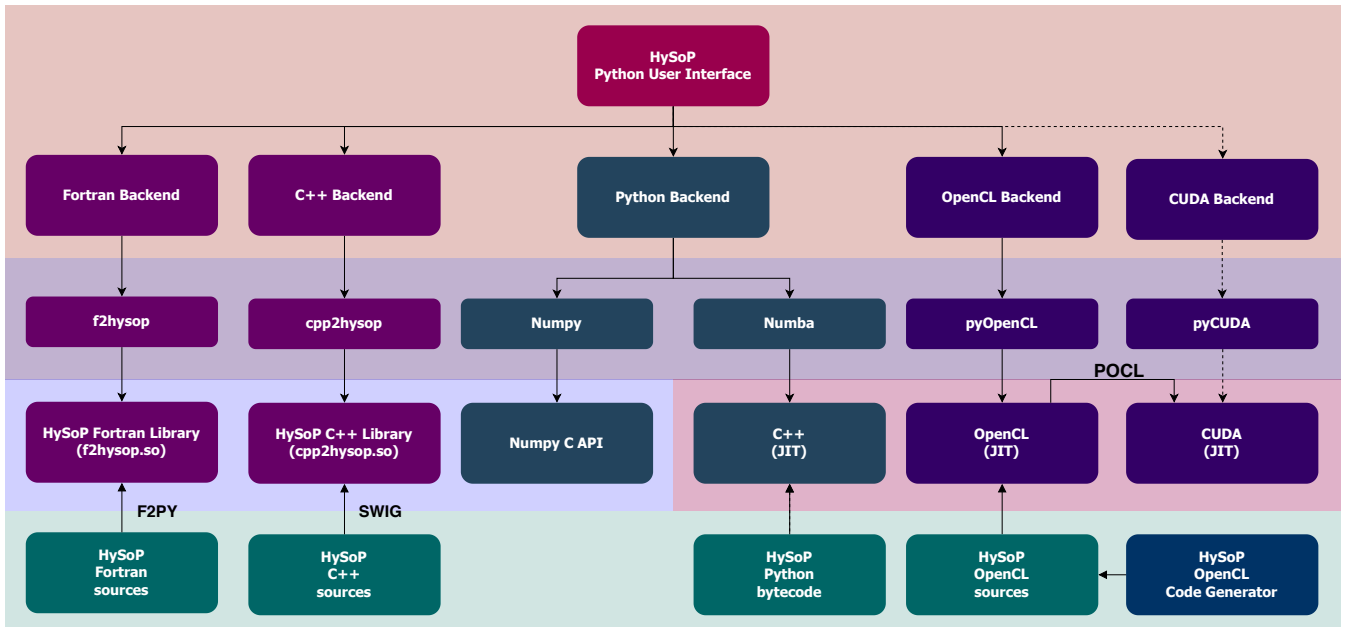 HySoP
Python User Interface
Fortran Backend
C++ Backend
Python Backend
OpenCL Backend
CUDA Backend
f2hysop
cpp2hysop
Numpy
Numba
pyOpenCL
pyCUDA
POCL
HySoP Fortran Library
(f2hysop.so)
HySoP C++ Library
(cpp2hysop.so)
Numpy C API
C++
(JIT)
OpenCL
(JIT)
CUDA
(JIT)
F2PY
SWIG
HySoP
Fortran
sources
HySoP
C++
sources
HySoP
Python
bytecode
HySoP
OpenCL
sources
HySoP
OpenCL
Code Generator